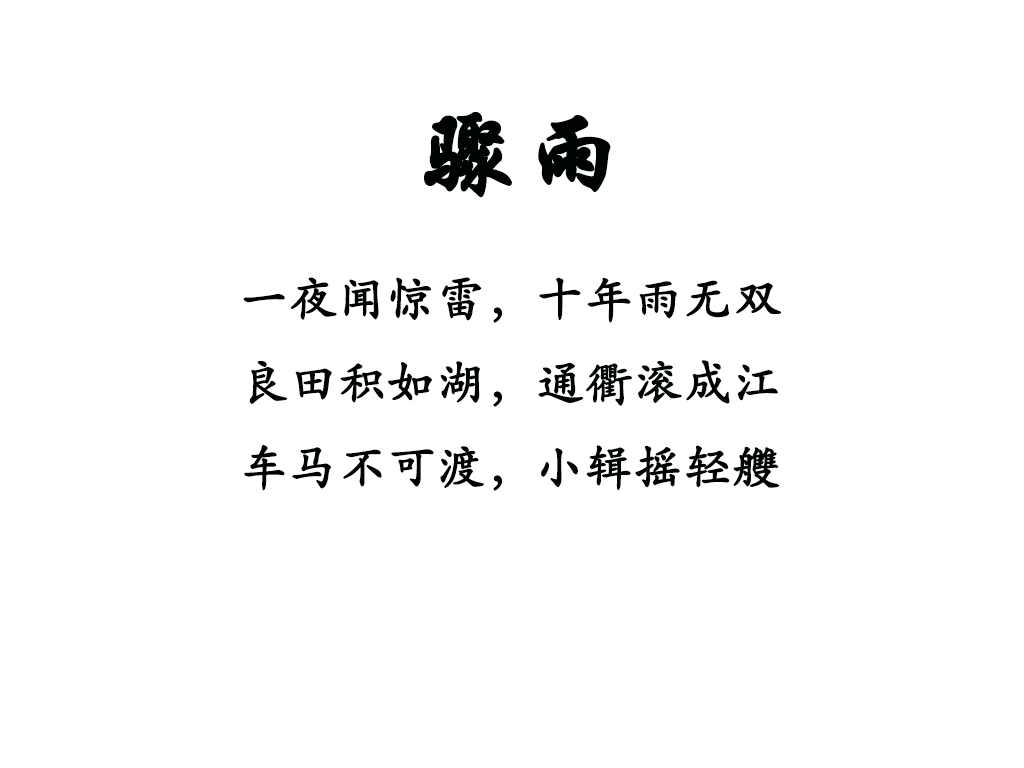 骤雨
一夜闻惊雷，十年雨无双
良田积如湖，通衢滚成江
车马不可渡，小辑摇轻艭